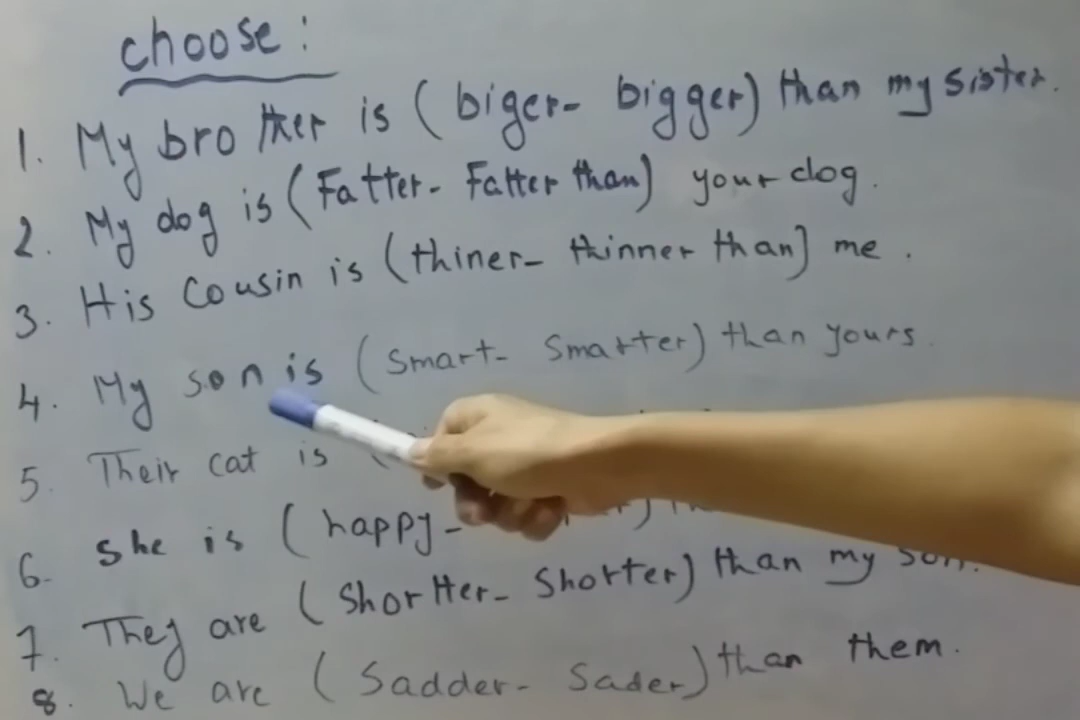 choose:
1. My brother is (biger- bigger) than my sister.
2. My dog is (Fatter- Fatter than) your dog.
3. His Cousin is (thiner- thinner than) me.
4. My son is (Smart- Smarter) than yours.
5. Their cat is (
6. She is (happy- )
7. They are (Shortter- Shorter) than my son.
8. We are (Sadder- Sader) than them.